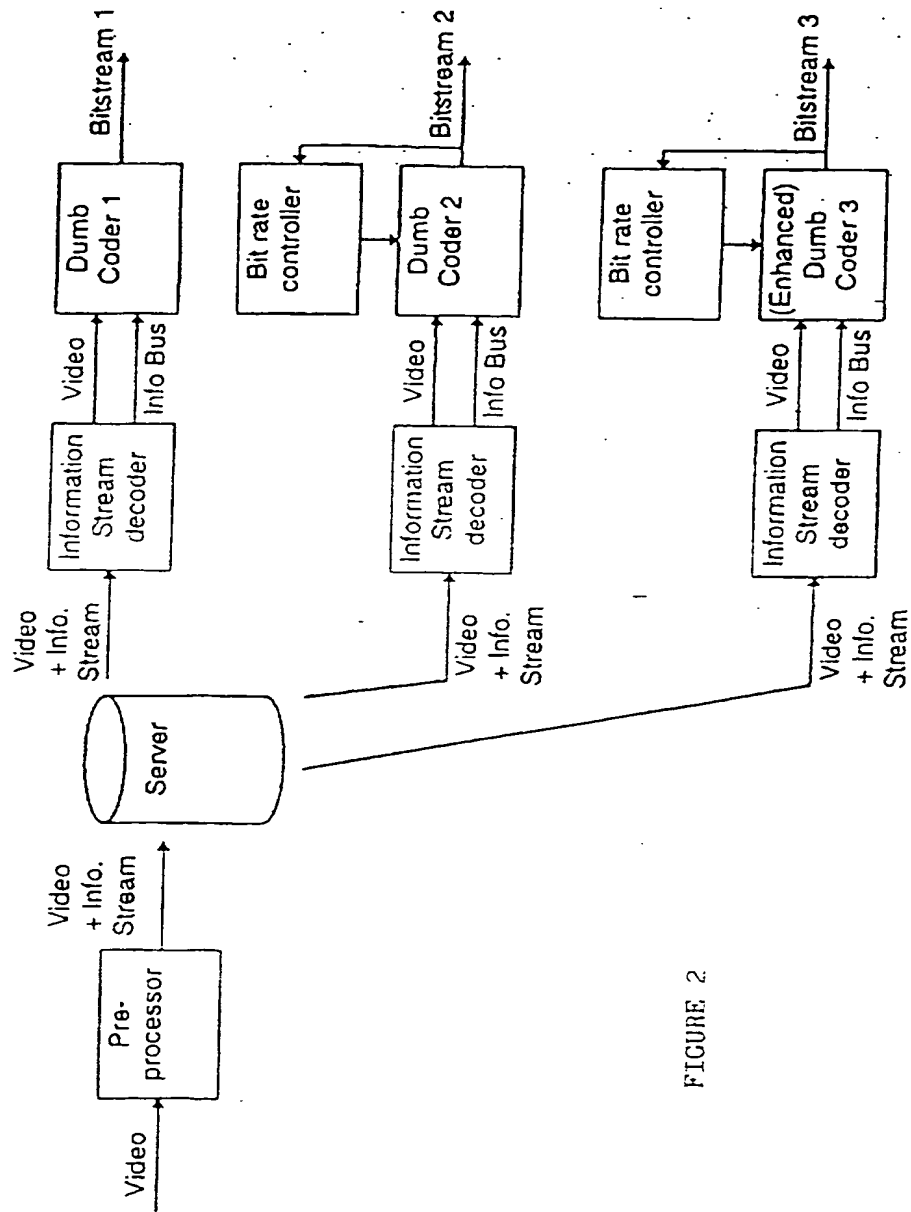 Video
Pre-
processor
Video
+ Info.
Stream
Server
Video
+ Info.
Stream
Information
Stream
decoder
Video
Info Bus
Dumb
Coder 1
Bitstream 1
Video
+ Info.
Stream
Information
Stream
decoder
Video
Info Bus
Bit rate
controller
Dumb
Coder 2
Bitstream 2
Video
+ Info.
Stream
Information
Stream
decoder
Video
Info Bus
Bit rate
controller
(Enhanced)
Dumb
Coder 3
Bitstream 3
FIGURE 2